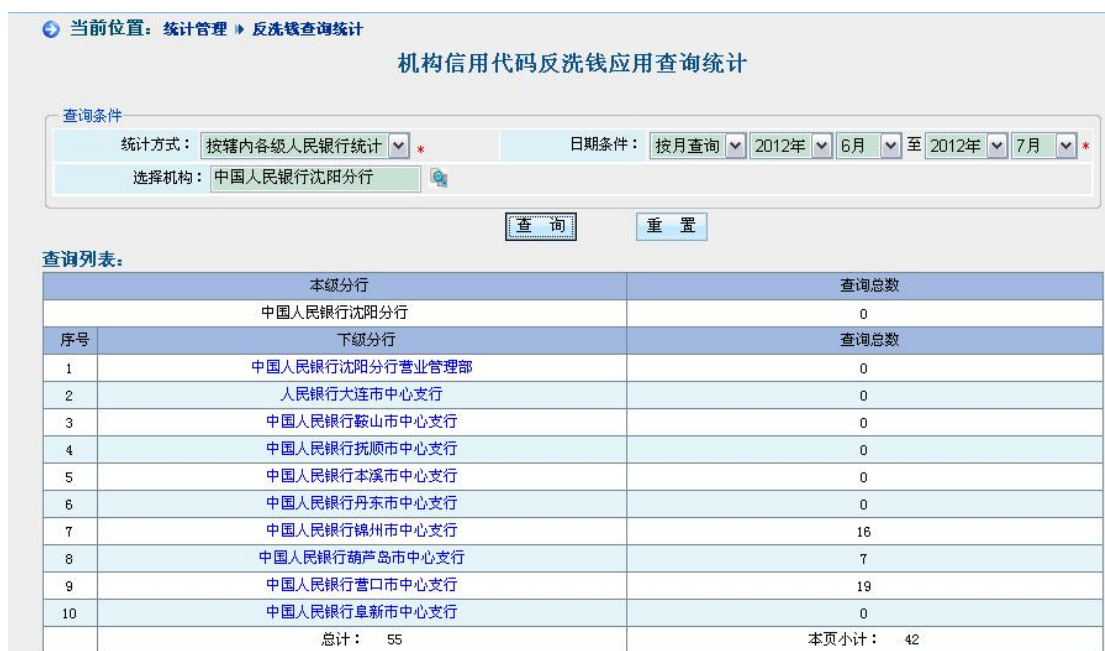 当前位置：统计管理 反洗钱查询统计
机构信用代码反洗钱应用查询统计
查询条件
统计方式： 按辖内各级人民银行统计 * 日期条件： 按月查询 2012年 6月 至 2012年 7月 *
选择机构： 中国人民银行沈阳分行
查 询 重 置
查询列表：
本级分行 查询总数
中国人民银行沈阳分行 0
序号 下级分行 查询总数
1 中国人民银行沈阳分行营业管理部 0
2 人民银行大连市中心支行 0
3 中国人民银行鞍山市中心支行 0
4 中国人民银行抚顺市中心支行 0
5 中国人民银行本溪市中心支行 0
6 中国人民银行丹东市中心支行 0
7 中国人民银行锦州市中心支行 16
8 中国人民银行葫芦岛市中心支行 7
9 中国人民银行营口市中心支行 19
10 中国人民银行阜新市中心支行 0
总计： 55 本页小计： 42